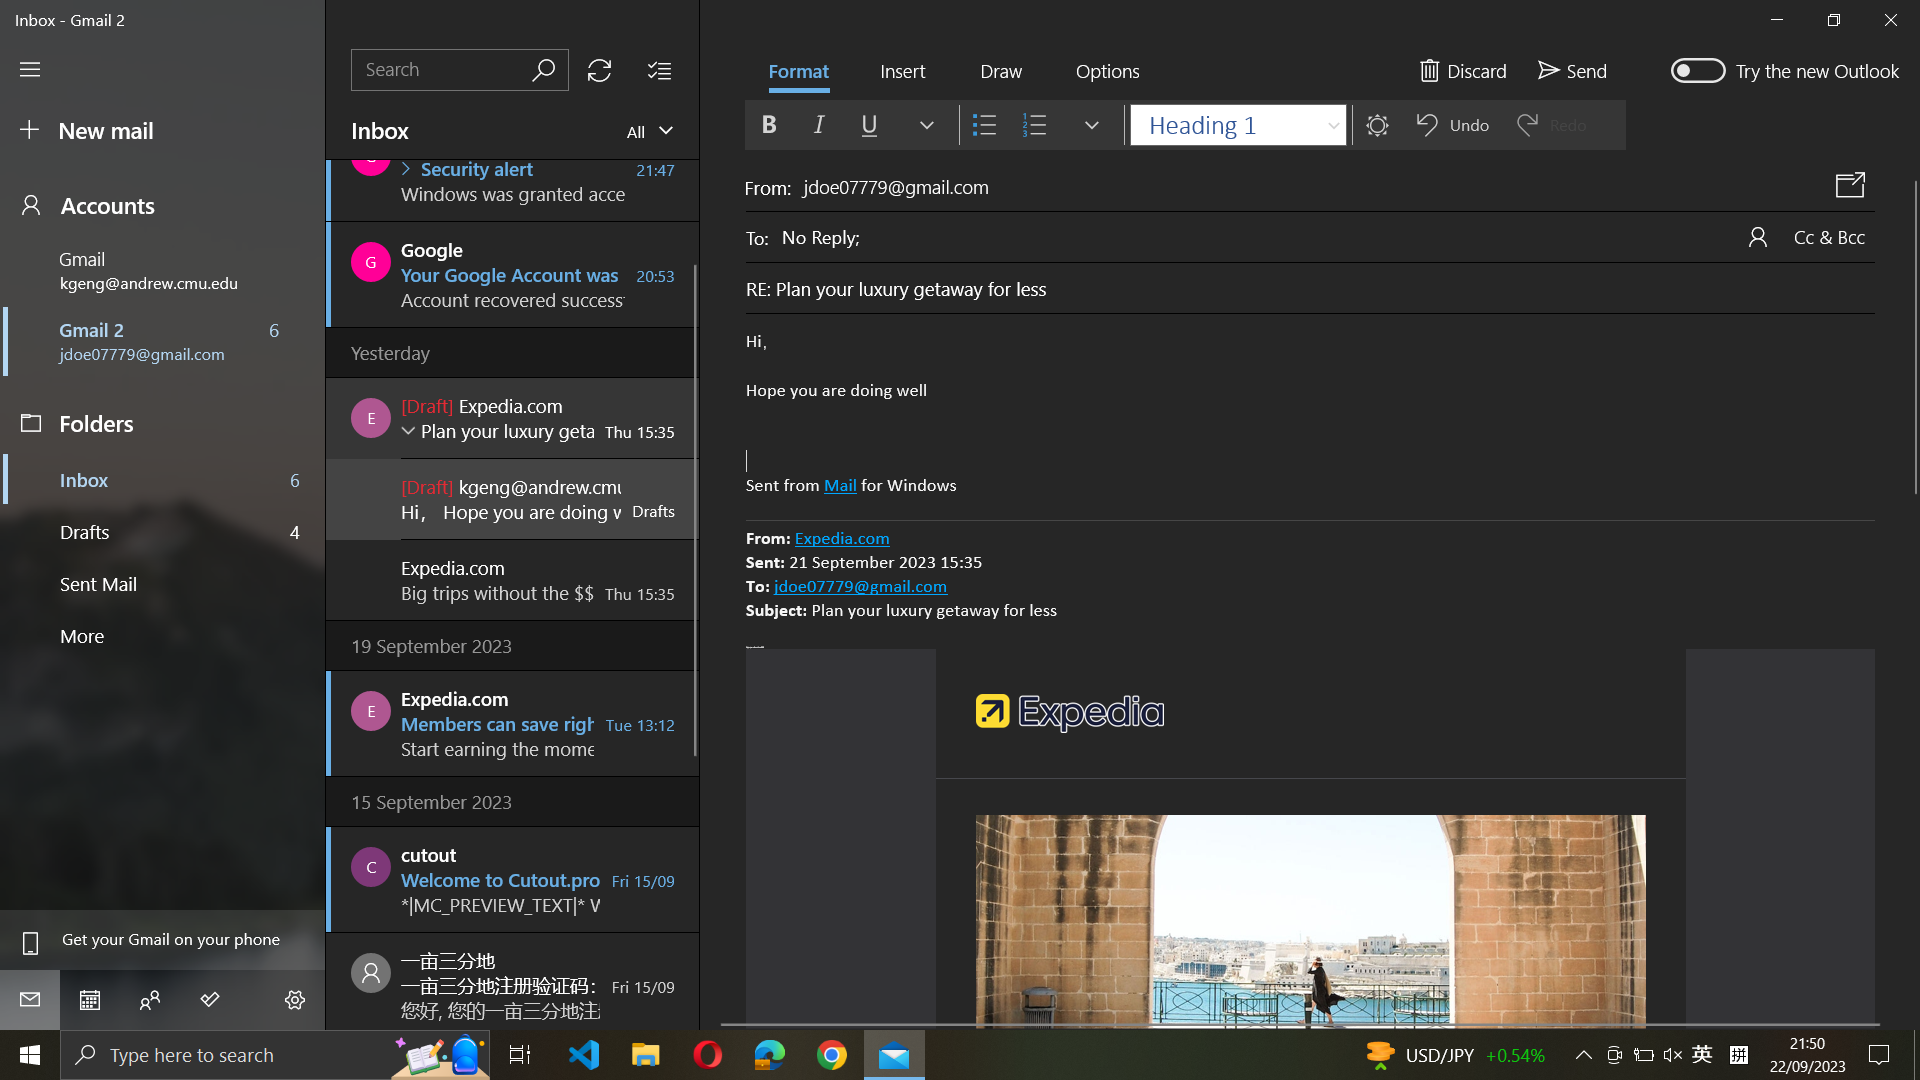 Inbox - Gmail 2
New mail
Accounts
Gmail
kgeng@andrew.cmu.edu
Gmail 2 6
jdoe07779@gmail.com
Folders
Inbox 6
Drafts 4
Sent Mail
More
Get your Gmail on your phone
Search
Inbox All
Security alert 21:47
Windows was granted acce
G
Google
Your Google Account was 20:53
Account recovered success
Yesterday
E
[Draft] Expedia.com
Plan your luxury geta Thu 15:35
[Draft] kgeng@andrew.cmu
Hi, Hope you are doing w Drafts
Expedia.com
Big trips without the $$ Thu 15:35
19 September 2023
E
Expedia.com
Members can save righ Tue 13:12
Start earning the mome
15 September 2023
C
cutout
Welcome to Cutout.pro Fri 15/09
*|MC_PREVIEW_TEXT|* W
一亩三分地
一亩三分地注册验证码: Fri 15/09
您好, 您的一亩三分地注
Format Insert Draw Options Discard Send Try the new Outlook
B I U Heading 1 Undo Redo
From: jdoe07779@gmail.com
To: No Reply; Cc & Bcc
RE: Plan your luxury getaway for less
Hi,
Hope you are doing well
Sent from Mail for Windows
From: Expedia.com
Sent: 21 September 2023 15:35
To: jdoe07779@gmail.com
Subject: Plan your luxury getaway for less
Expedia
Type here to search
USD/JPY +0.54%
英
拼
21:50
22/09/2023